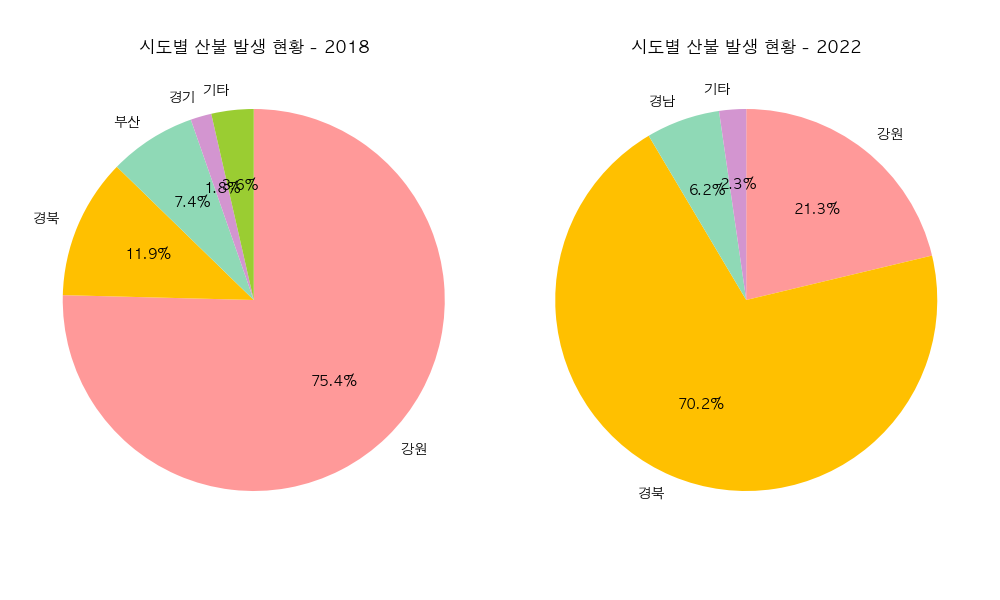 시도별 산불 발생 현황 - 2018
기타
경기
부산
경북
강원
3.6%
1.8%
7.4%
11.9%
75.4%
시도별 산불 발생 현황 - 2022
기타
경남
강원
경북
2.3%
6.2%
21.3%
70.2%